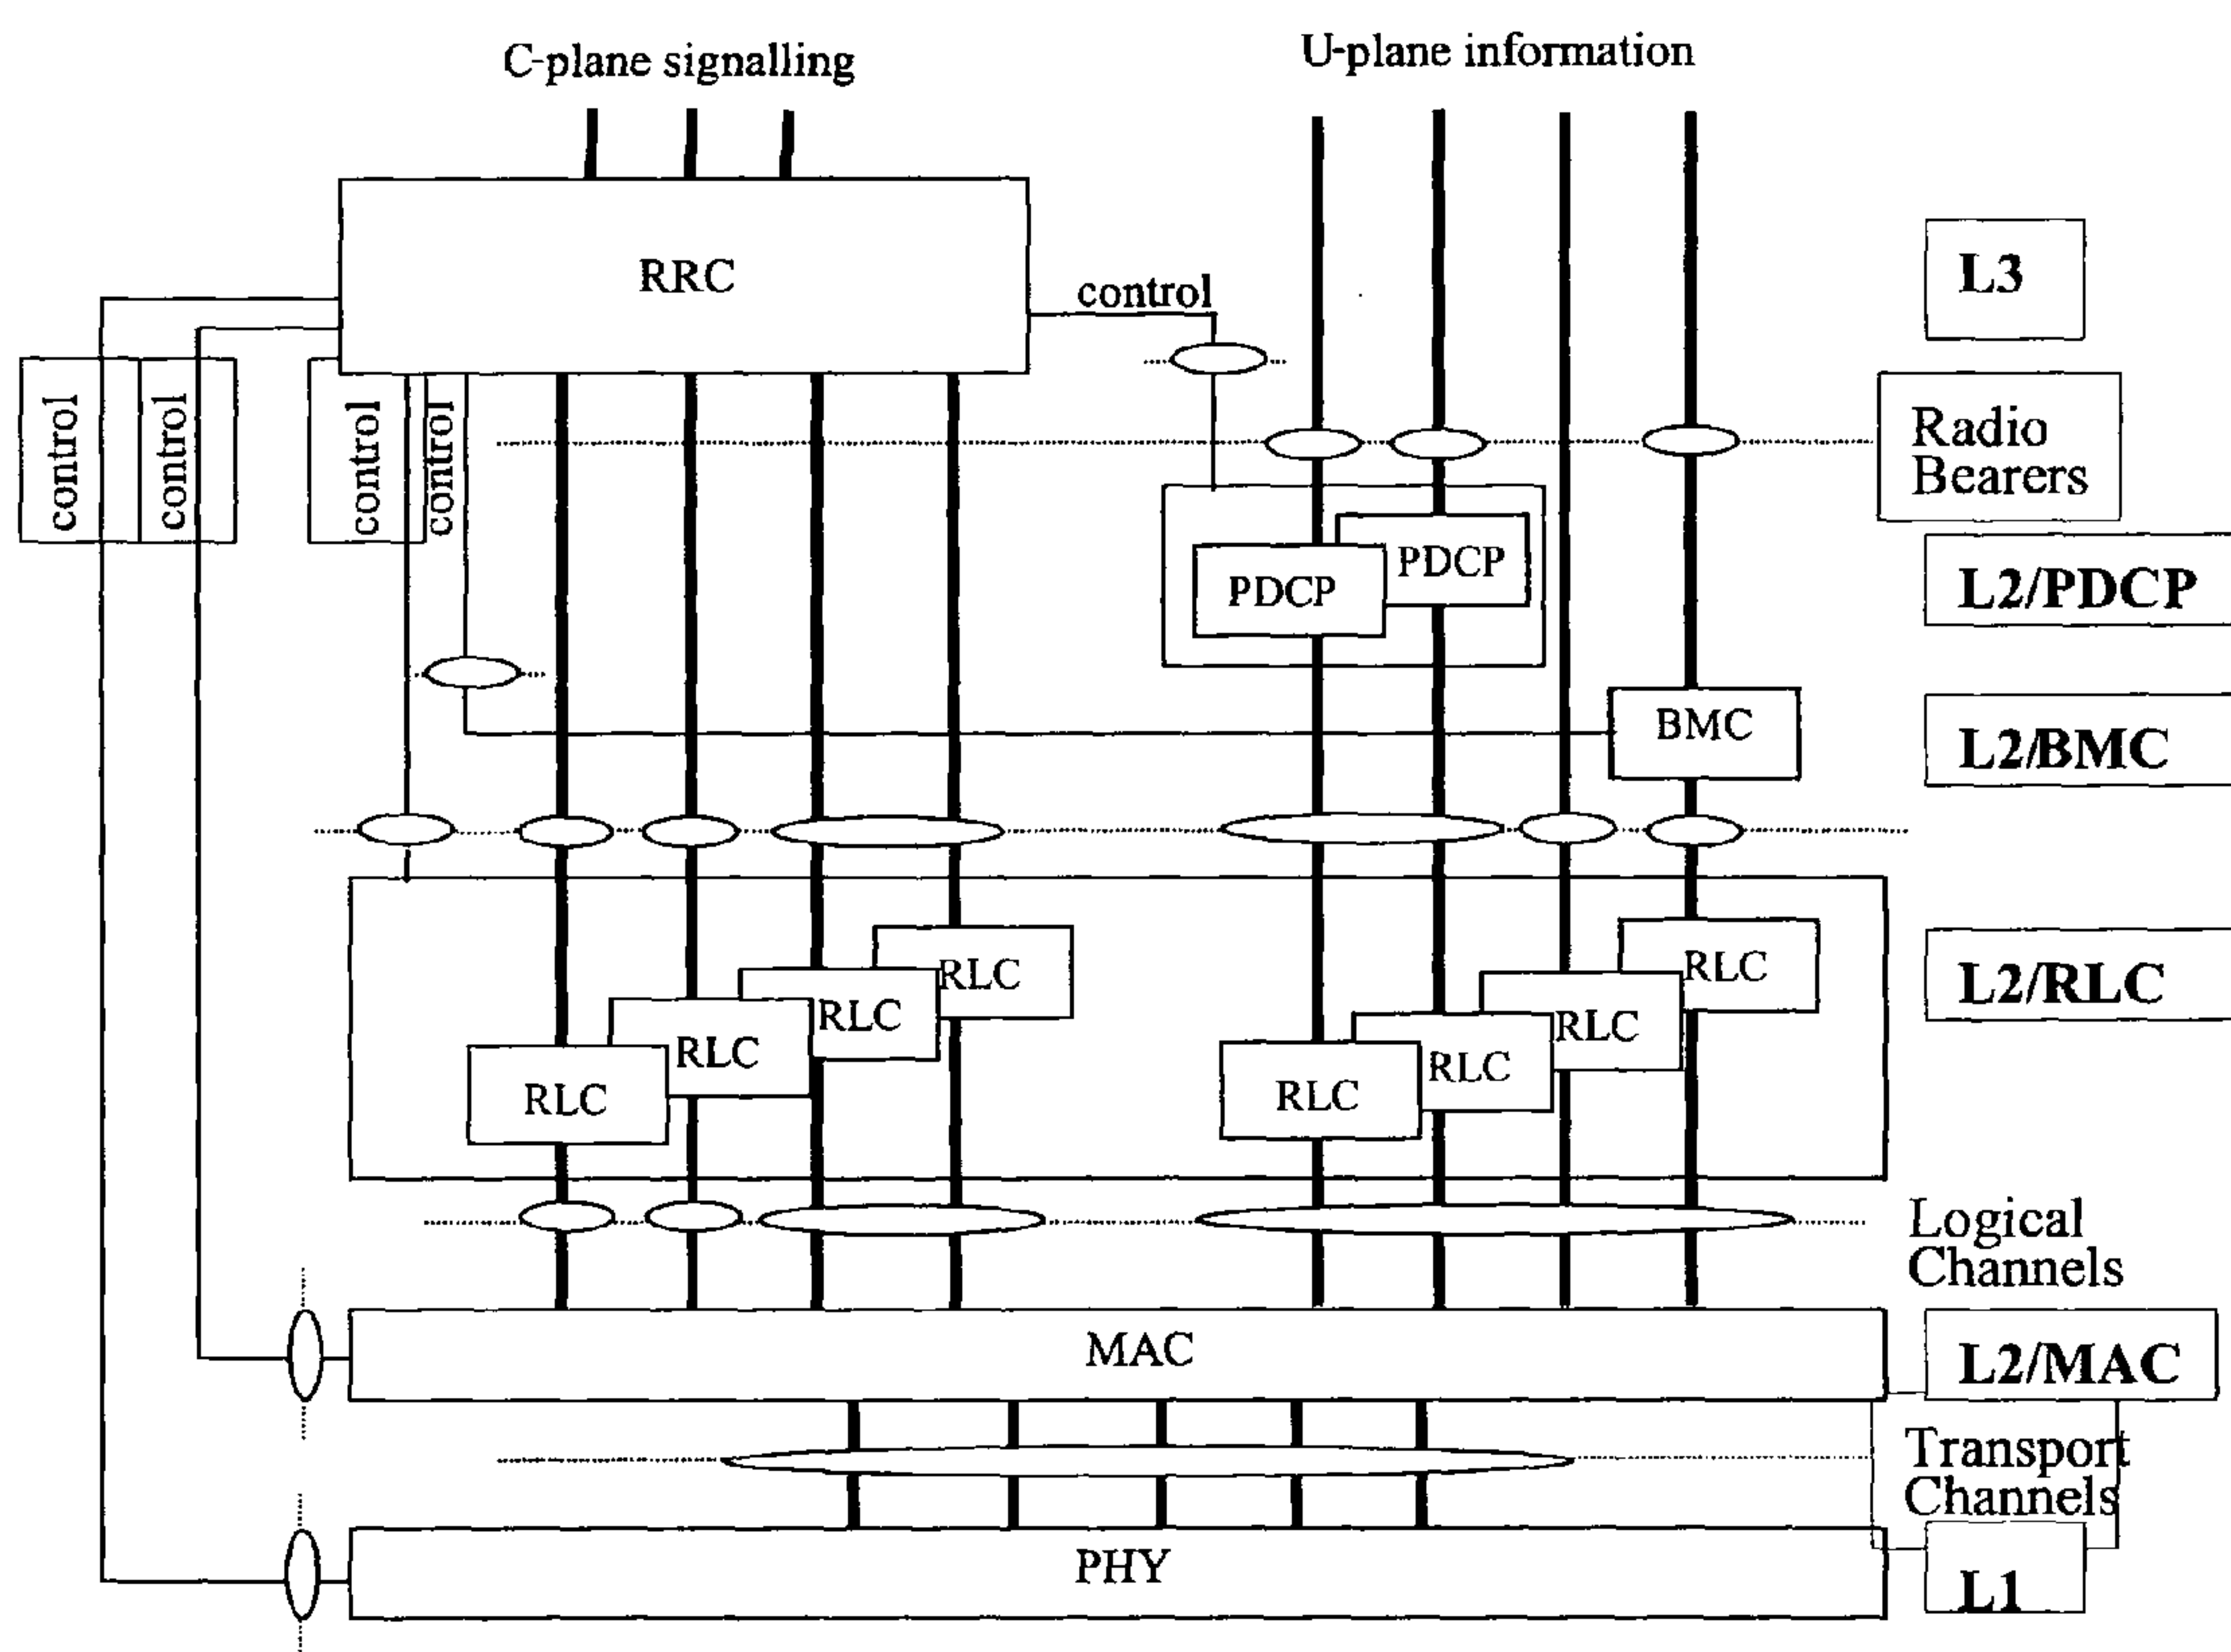 C-plane signalling
U-plane information
RRC
control
L3
control
control
control
control
Radio
Bearers
PDCP
PDCP
L2/PDCP
BMC
L2/BMC
RLC
RLC
RLC
RLC
RLC
RLC
RLC
RLC
L2/RLC
Logical
Channels
MAC
L2/MAC
Transport
Channels
PHY
L1